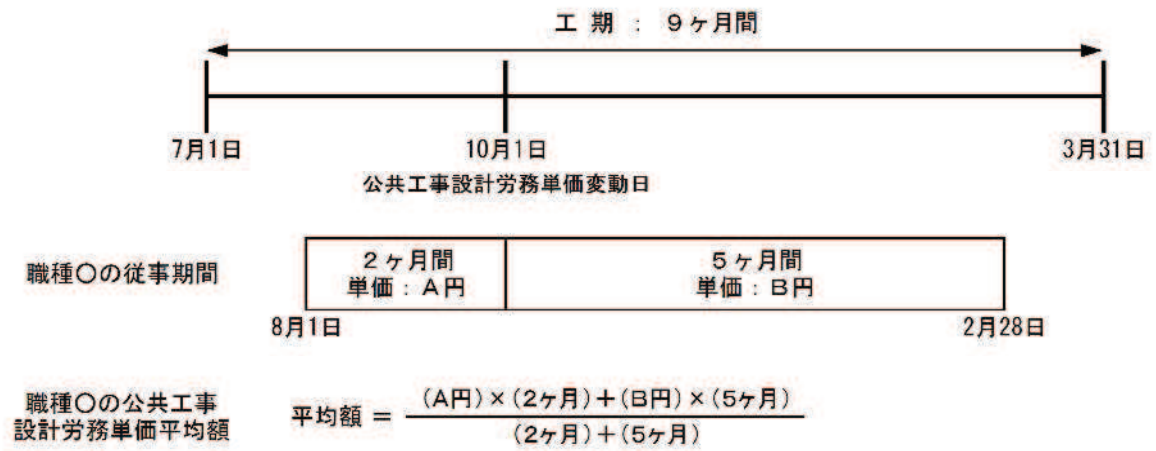 工 期 ： ９ヶ月間
7月1日
10月1日
3月31日
公共工事設計労務単価変動日
職種〇の従事期間
２ヶ月間
単価：Ａ円
５ヶ月間
単価：Ｂ円
8月1日
2月28日
職種〇の公共工事
設計労務単価平均額
平均額 ＝
（Ａ円）×（２ヶ月）＋（Ｂ円）×（５ヶ月）
（２ヶ月）＋（５ヶ月）